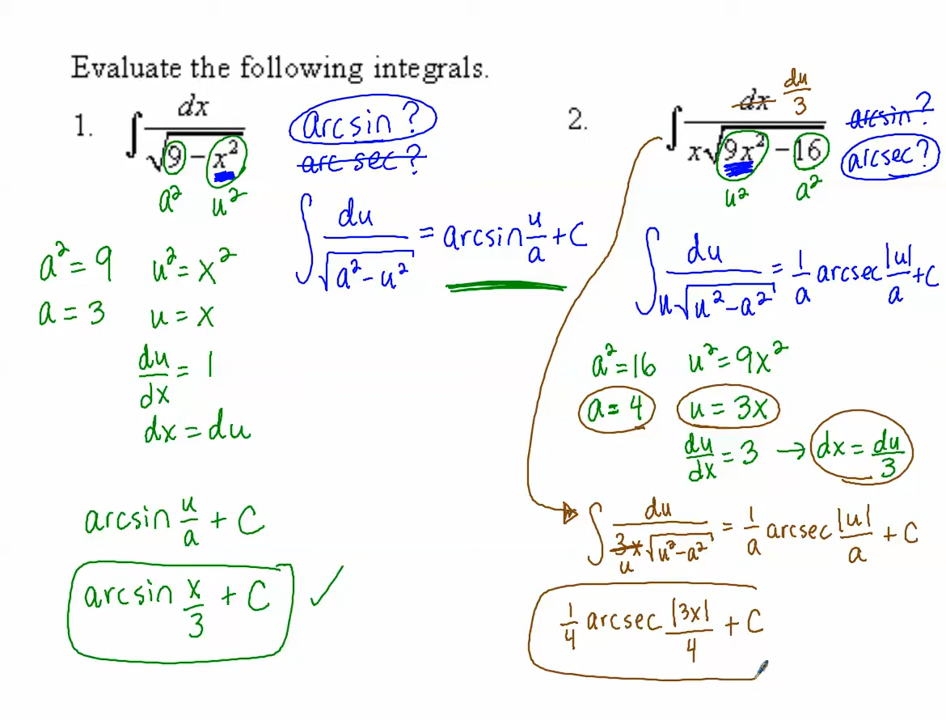 Evaluate the following integrals.
1. ∫ dx / √(9 − x²)
a² u²
arcsin?
arc sec?
∫ du / √(a² − u²) = arcsin u/a + C
a² = 9 u² = x²
a = 3 u = x
du/dx = 1
dx = du
arcsin u/a + C
arcsin x/3 + C ✓
2. ∫ dx du/3 / x√(9x² − 16)
u² a²
arcsin?
arcsec?
∫ du / u√(u² − a²) = 1/a arcsec |u|/a + C
a² = 16 u² = 9x²
a = 4 u = 3x
du/dx = 3 → dx = du/3
∫ du / 3x u √(u² − a²) = 1/a arcsec |u|/a + C
1/4 arcsec |3x|/4 + C